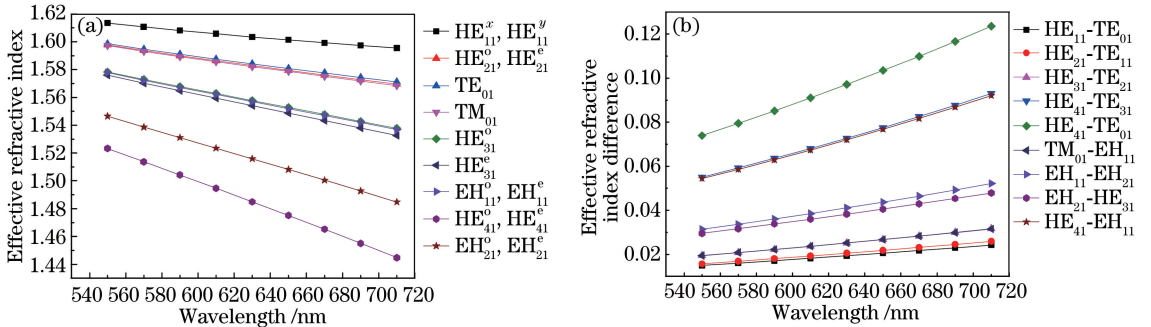 (a)
Effective refractive index
1.62
1.60
1.58
1.56
1.54
1.52
1.50
1.48
1.46
1.44
540 560 580 600 620 640 660 680 700 720
Wavelength /nm
HE₁₁ˣ, HE₁₁ʸ
HE₂₁ᵒ, HE₂₁ᵉ
TE₀₁
TM₀₁
HE₃₁ᵒ
HE₃₁ᵉ
EH₁₁ᵒ, EH₁₁ᵉ
HE₄₁ᵒ, HE₄₁ᵉ
EH₂₁ᵒ, EH₂₁ᵉ
(b)
Effective refractive
index difference
0.12
0.10
0.08
0.06
0.04
0.02
540 560 580 600 620 640 660 680 700 720
Wavelength /nm
HE₁₁-TE₀₁
HE₂₁-TE₁₁
HE₃₁-TE₂₁
HE₄₁-TE₃₁
HE₄₁-TE₀₁
TM₀₁-EH₁₁
EH₁₁-EH₂₁
EH₂₁-HE₃₁
HE₄₁-EH₁₁